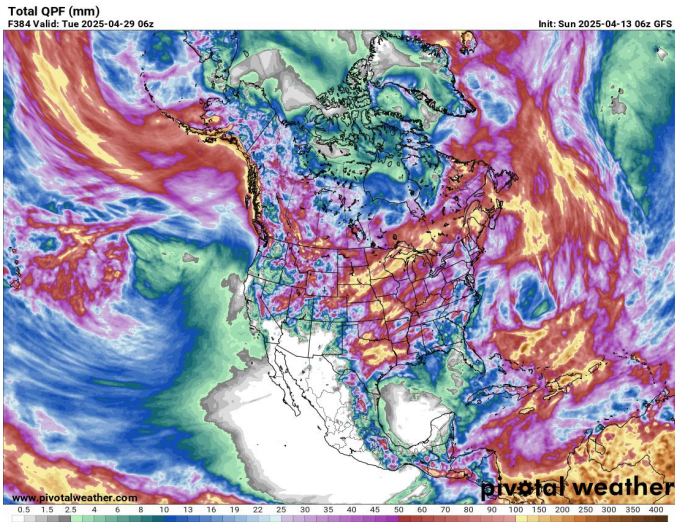 Total QPF (mm)
F384 Valid: Tue 2025-04-29 06z
Init: Sun 2025-04-13 06z GFS
www.pivotalweather.com
pivotal weather
0.5 1.5 2.5 4 6 8 10 13 16 19 22 25 30 35 40 45 50 60 70 80 90 100 150 200 250 300 350 400